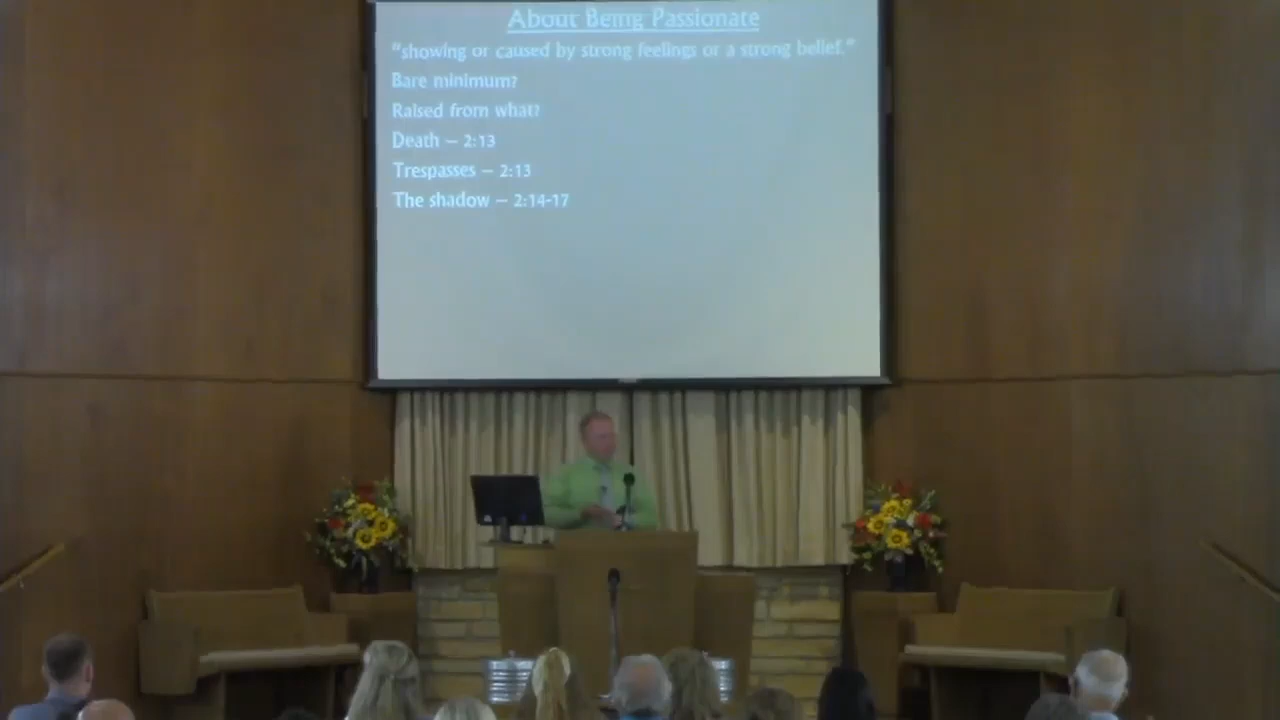 About Being Passionate
"showing or caused by strong feelings or a strong belief."
Bare minimum?
Raised from what?
Death – 2:13
Trespasses – 2:13
The shadow – 2:14-17